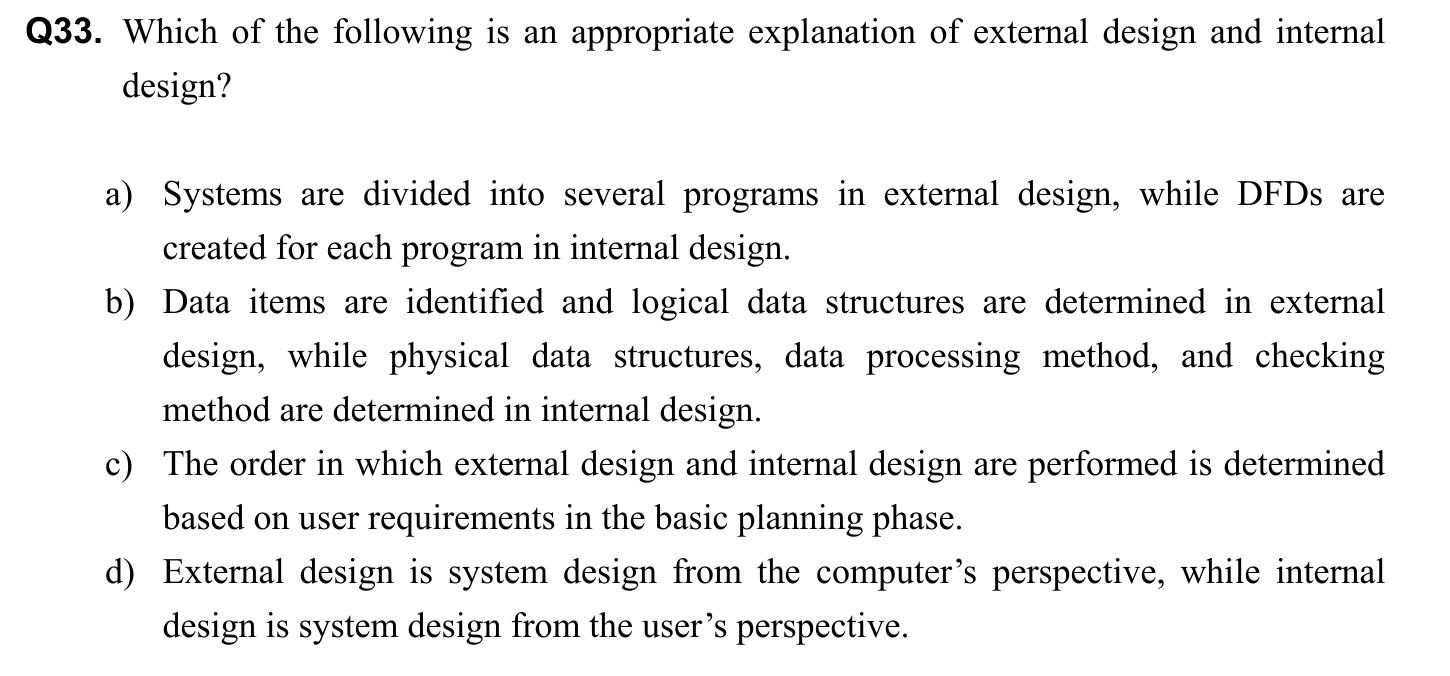 Q33. Which of the following is an appropriate explanation of external design and internal
design?
a) Systems are divided into several programs in external design, while DFDs are
created for each program in internal design.
b) Data items are identified and logical data structures are determined in external
design, while physical data structures, data processing method, and checking
method are determined in internal design.
c) The order in which external design and internal design are performed is determined
based on user requirements in the basic planning phase.
d) External design is system design from the computer’s perspective, while internal
design is system design from the user’s perspective.